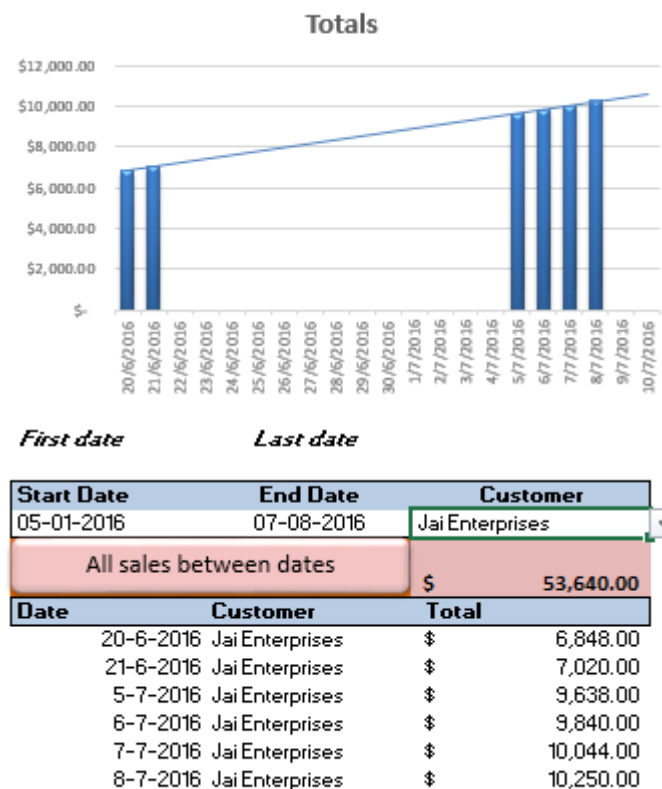 Totals
$12,000.00
$10,000.00
$8,000.00
$6,000.00
$4,000.00
$2,000.00
$-
20/6/2016 21/6/2016 22/6/2016 23/6/2016 24/6/2016 25/6/2016 26/6/2016 27/6/2016 28/6/2016 29/6/2016 30/6/2016 1/7/2016 2/7/2016 3/7/2016 4/7/2016 5/7/2016 6/7/2016 7/7/2016 8/7/2016 9/7/2016 10/7/2016
First date Last date
Start Date End Date Customer
05-01-2016 07-08-2016 Jai Enterprises
All sales between dates $ 53,640.00
Date Customer Total
20-6-2016 Jai Enterprises $ 6,848.00
21-6-2016 Jai Enterprises $ 7,020.00
5-7-2016 Jai Enterprises $ 9,638.00
6-7-2016 Jai Enterprises $ 9,840.00
7-7-2016 Jai Enterprises $ 10,044.00
8-7-2016 Jai Enterprises $ 10,250.00